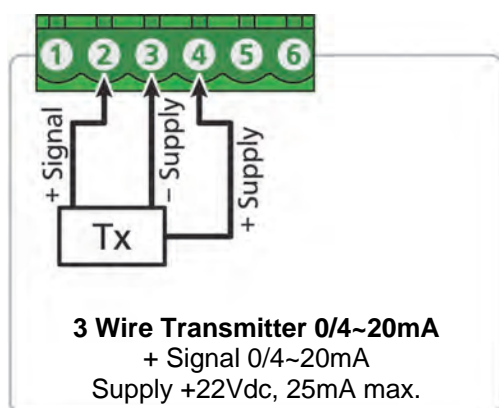 1 2 3 4 5 6
+ Signal
− Supply
+ Supply
Tx
3 Wire Transmitter 0/4~20mA
+ Signal 0/4~20mA
Supply +22Vdc, 25mA max.